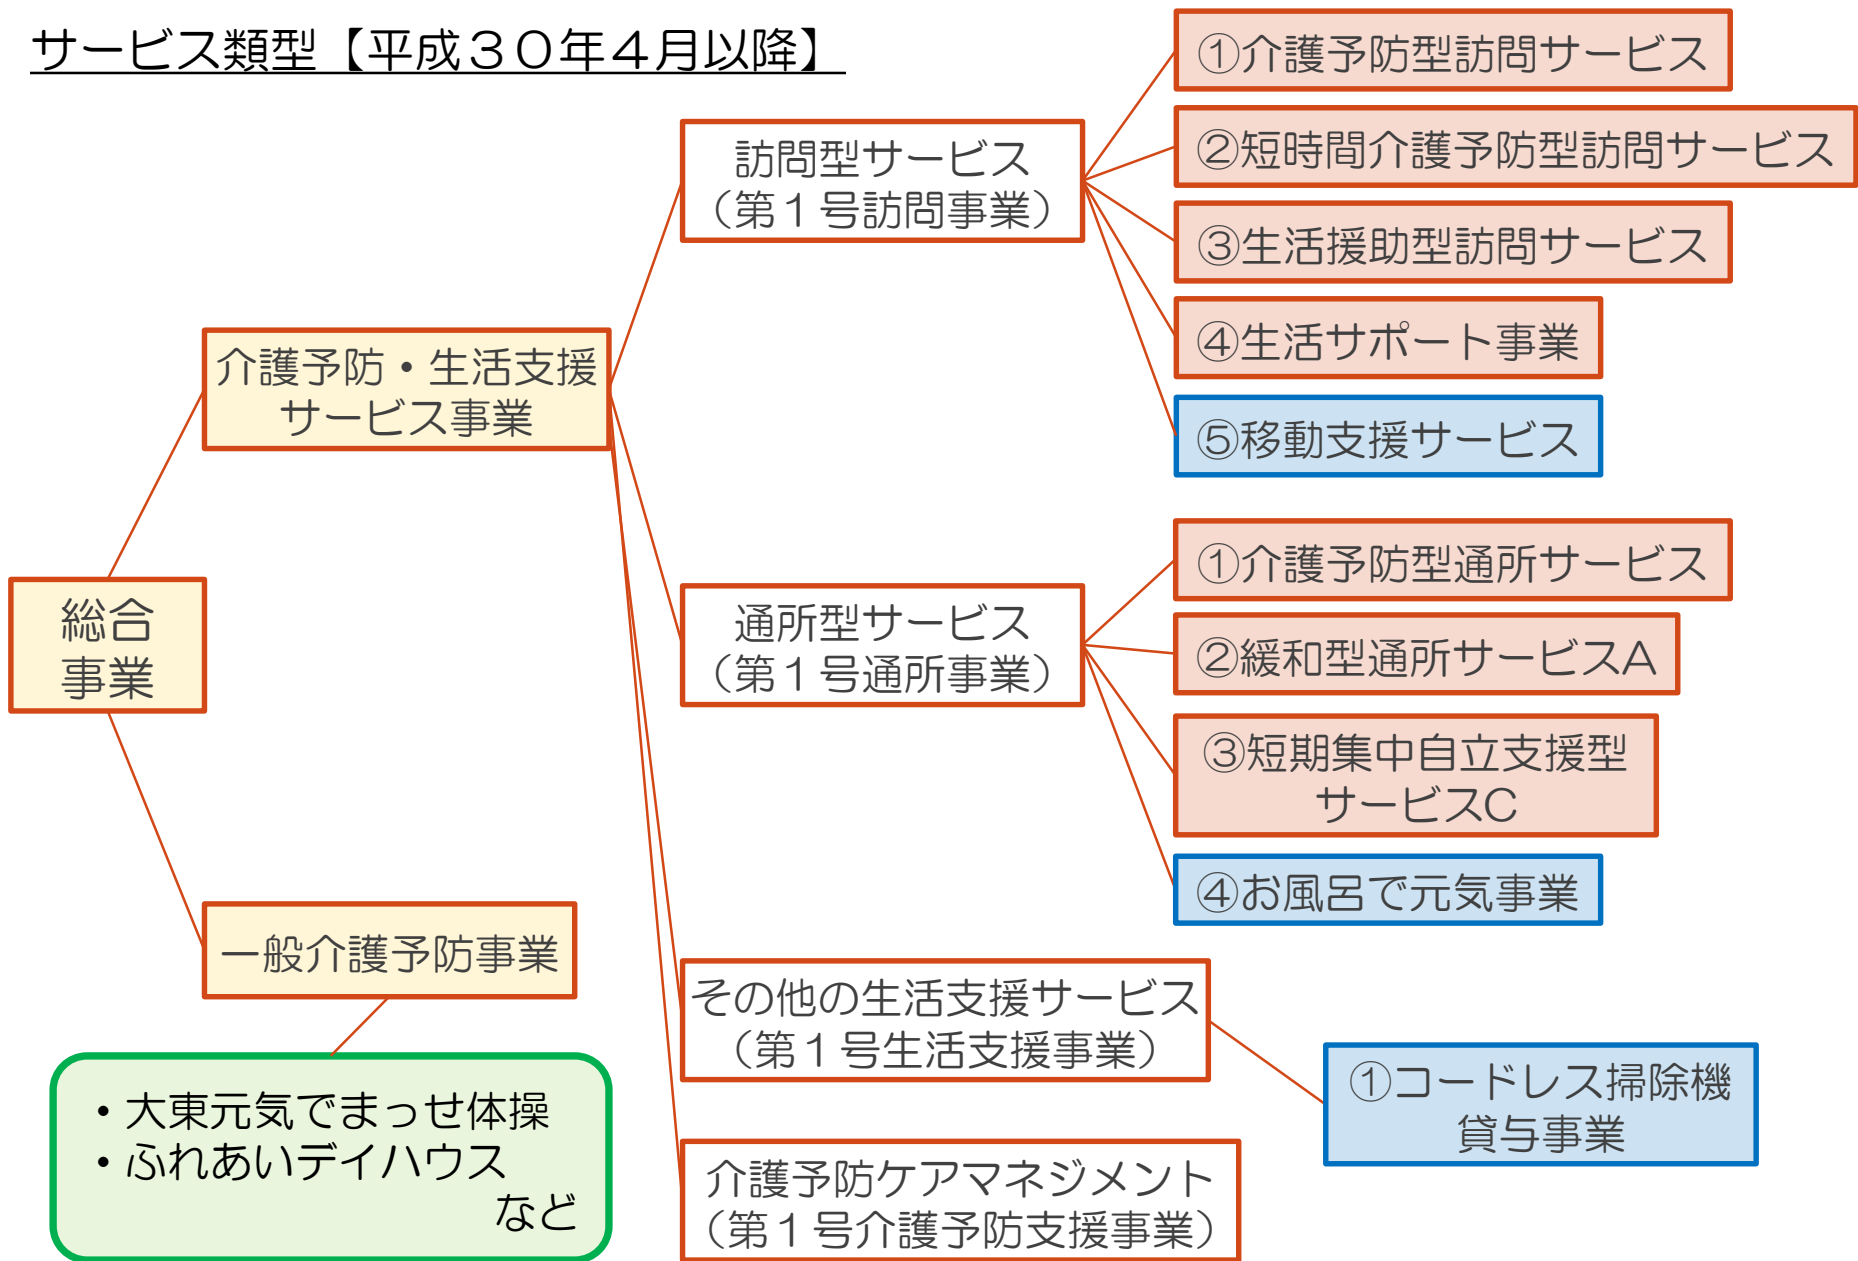 サービス類型【平成３０年４月以降】
総合
事業
介護予防・生活支援
サービス事業
訪問型サービス
（第１号訪問事業）
①介護予防型訪問サービス
②短時間介護予防型訪問サービス
③生活援助型訪問サービス
④生活サポート事業
⑤移動支援サービス
通所型サービス
（第１号通所事業）
①介護予防型通所サービス
②緩和型通所サービスA
③短期集中自立支援型
サービスC
④お風呂で元気事業
その他の生活支援サービス
（第１号生活支援事業）
①コードレス掃除機
貸与事業
介護予防ケアマネジメント
（第１号介護予防支援事業）
一般介護予防事業
・大東元気でまっせ体操
・ふれあいデイハウス
など